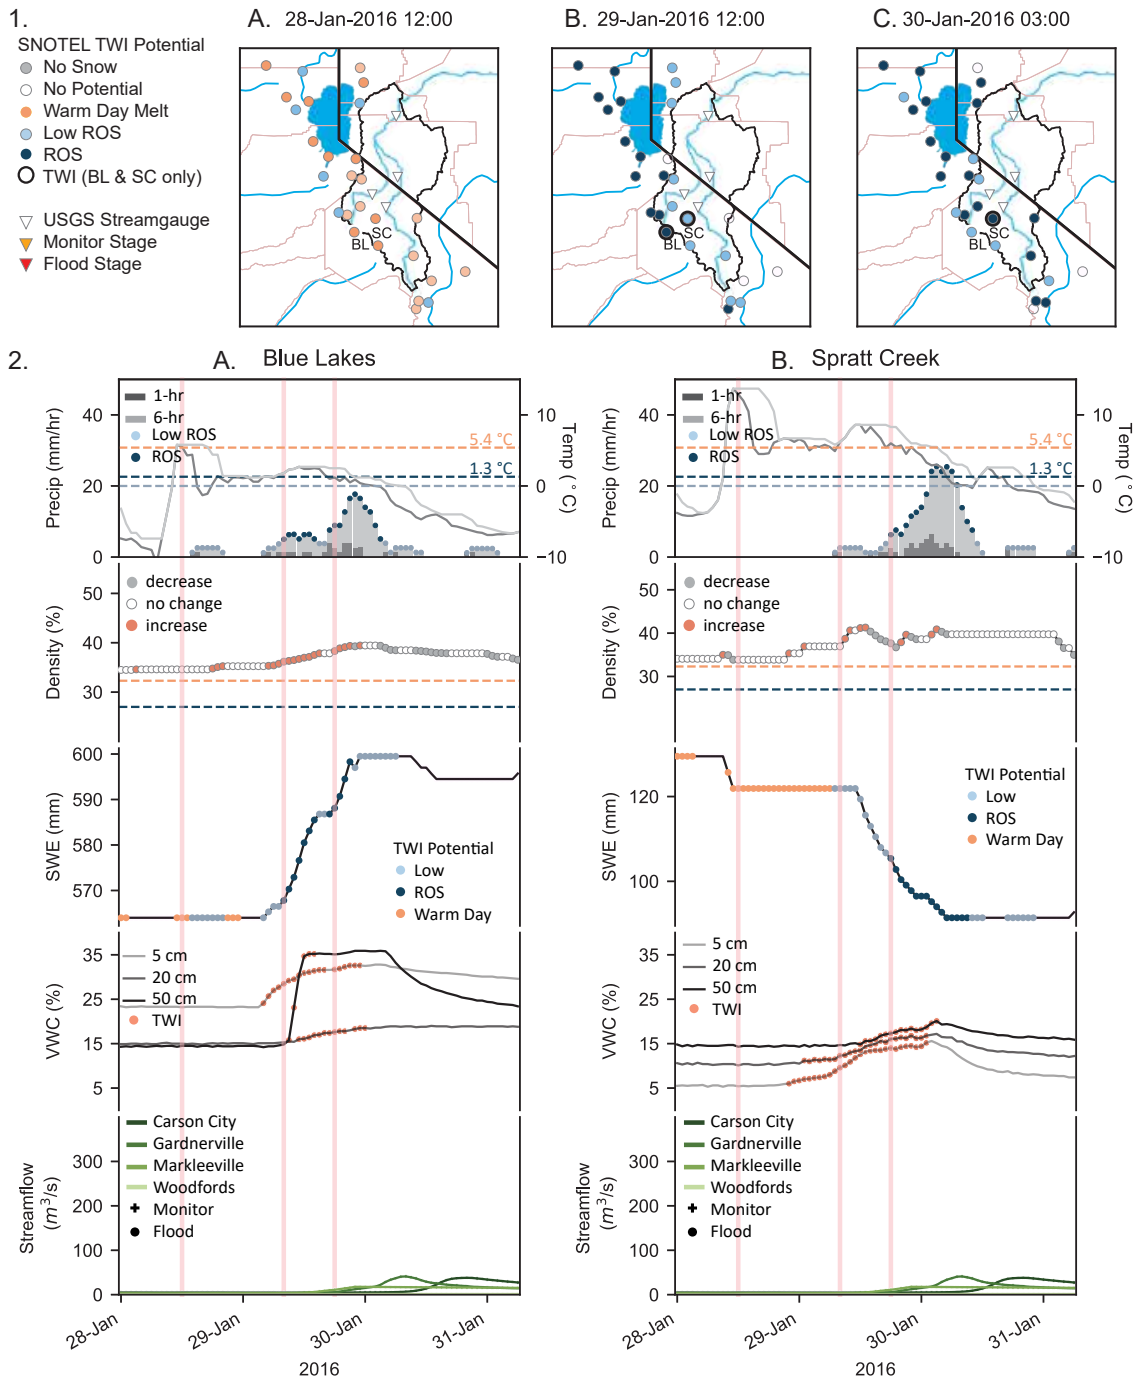 1.
A. 28-Jan-2016 12:00
B. 29-Jan-2016 12:00
C. 30-Jan-2016 03:00
SNOTEL TWI Potential
No Snow
No Potential
Warm Day Melt
Low ROS
ROS
TWI (BL & SC only)
USGS Streamgauge
Monitor Stage
Flood Stage
SC
BL
SC
BL
SC
BL
2.
A. Blue Lakes
B. Spratt Creek
Precip (mm/hr)
40
20
0
1-hr
6-hr
Low ROS
ROS
5.4 °C
1.3 °C
10
0
−10
Temp (°C)
Precip (mm/hr)
40
20
0
1-hr
6-hr
Low ROS
ROS
5.4 °C
1.3 °C
10
0
−10
Temp (°C)
Density (%)
50
40
30
decrease
no change
increase
Density (%)
50
40
30
decrease
no change
increase
SWE (mm)
600
590
580
570
TWI Potential
Low
ROS
Warm Day
SWE (mm)
120
100
TWI Potential
Low
ROS
Warm Day
VWC (%)
35
25
15
5
5 cm
20 cm
50 cm
TWI
VWC (%)
35
25
15
5
5 cm
20 cm
50 cm
TWI
Streamflow
(m³/s)
300
200
100
0
Carson City
Gardnerville
Markleeville
Woodfords
Monitor
Flood
Streamflow
(m³/s)
300
200
100
0
Carson City
Gardnerville
Markleeville
Woodfords
Monitor
Flood
28-Jan
29-Jan
30-Jan
31-Jan
2016
28-Jan
29-Jan
30-Jan
31-Jan
2016